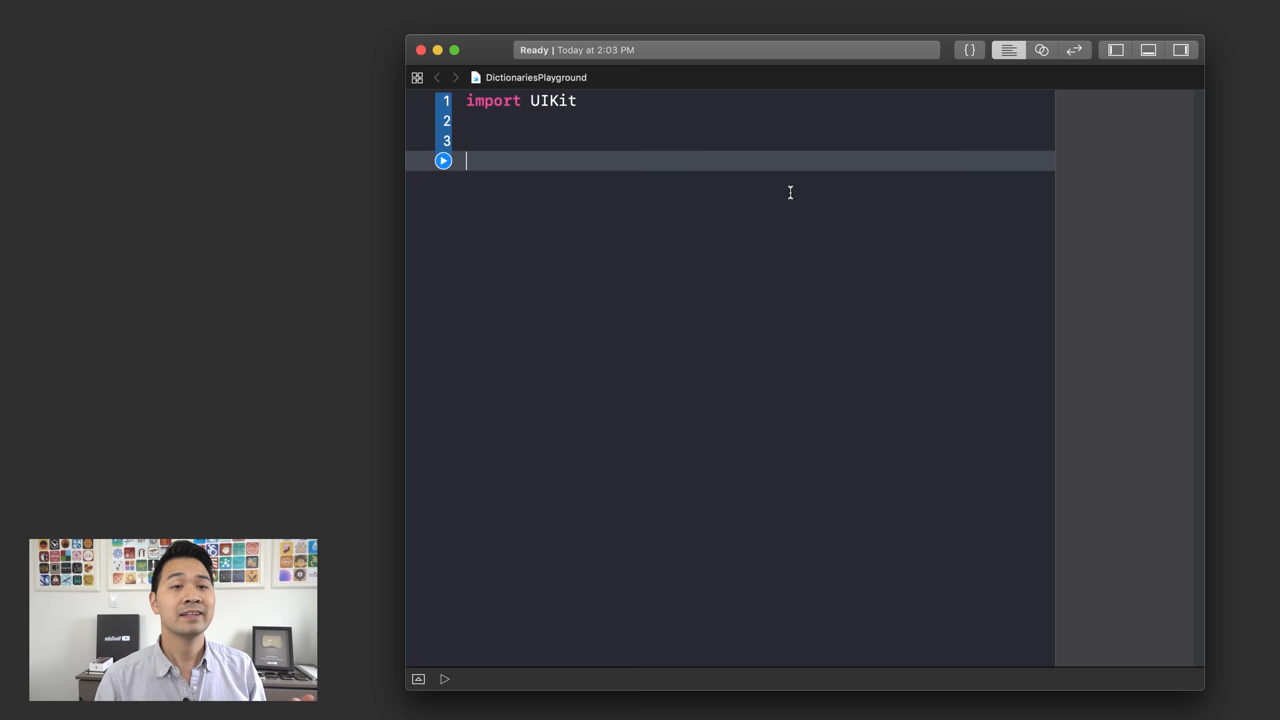 Ready | Today at 2:03 PM
{}
DictionariesPlayground
1 import UIKit
2
3